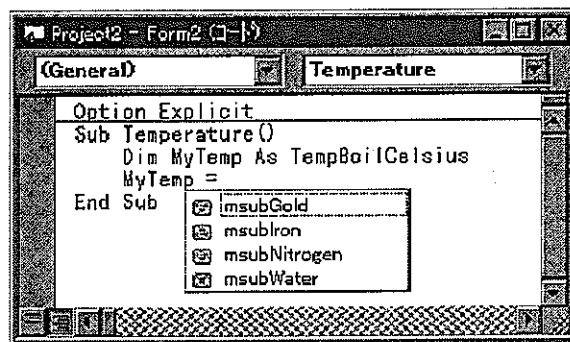 Project2 - Form2 (コード)
(General) Temperature
Option Explicit
Sub Temperature()
Dim MyTemp As TempBoilCelsius
MyTemp =
End Sub
msubGold
msubIron
msubNitrogen
msubWater